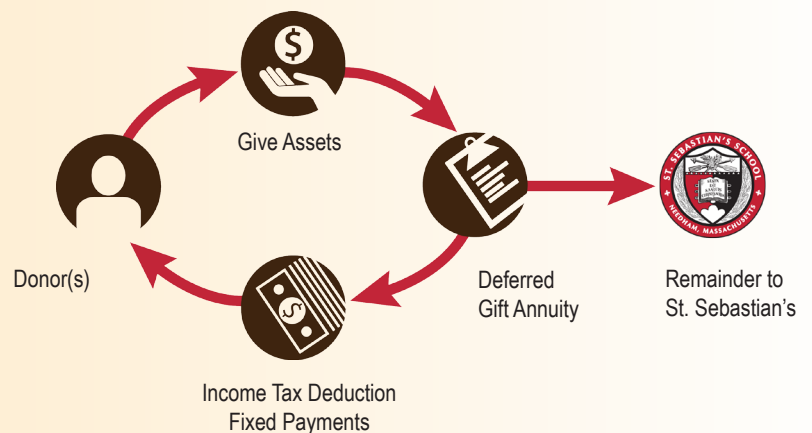 $
Give Assets
Donor(s)
Deferred
Gift Annuity
ST. SEBASTIAN'S SCHOOL
NEEDHAM, MASSACHUSETTS
Remainder to
St. Sebastian's
$
Income Tax Deduction
Fixed Payments